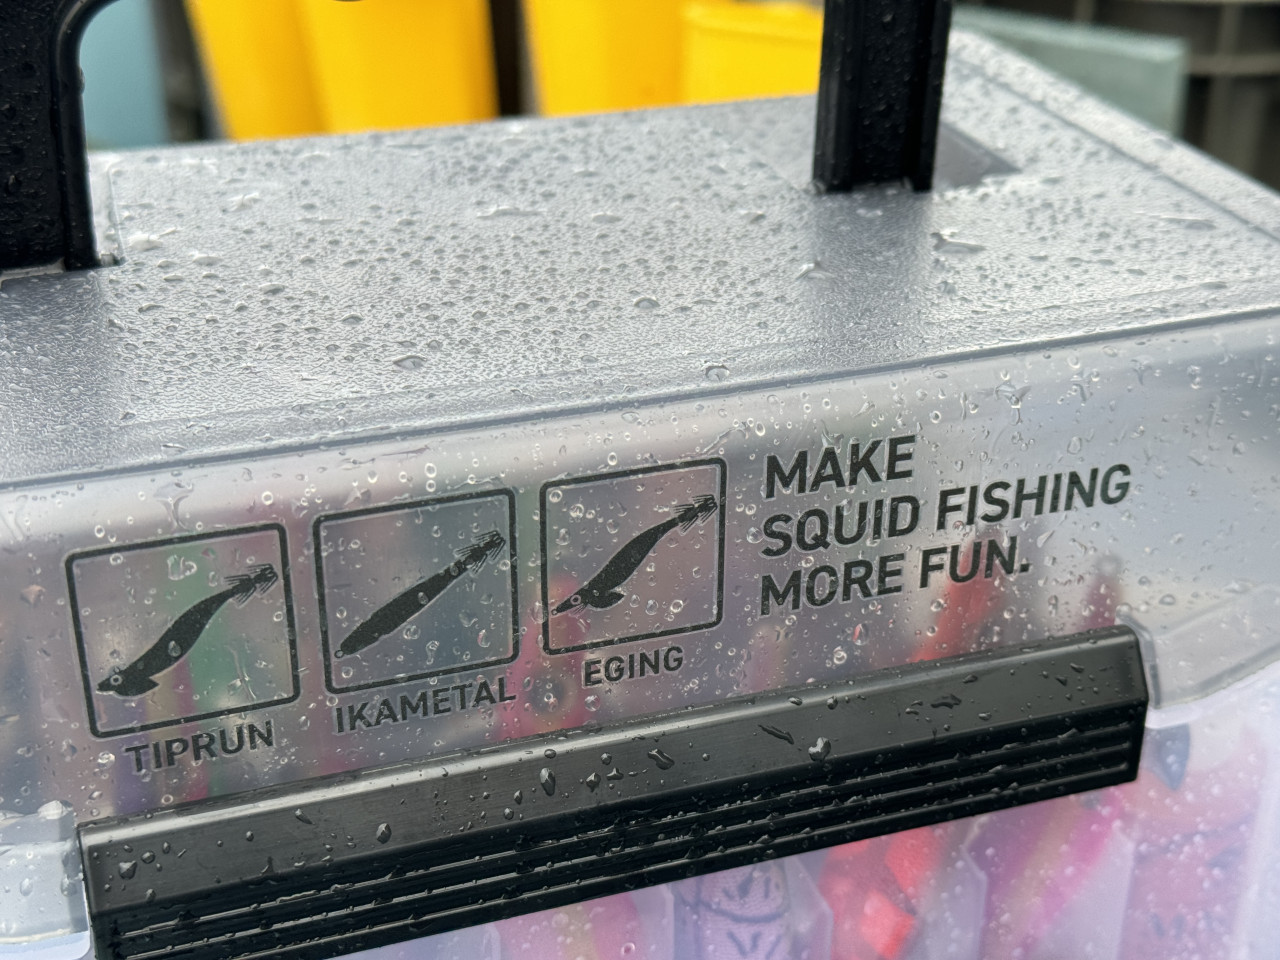 TIPRUN
IKAMETAL
EGING
MAKE
SQUID FISHING
MORE FUN.